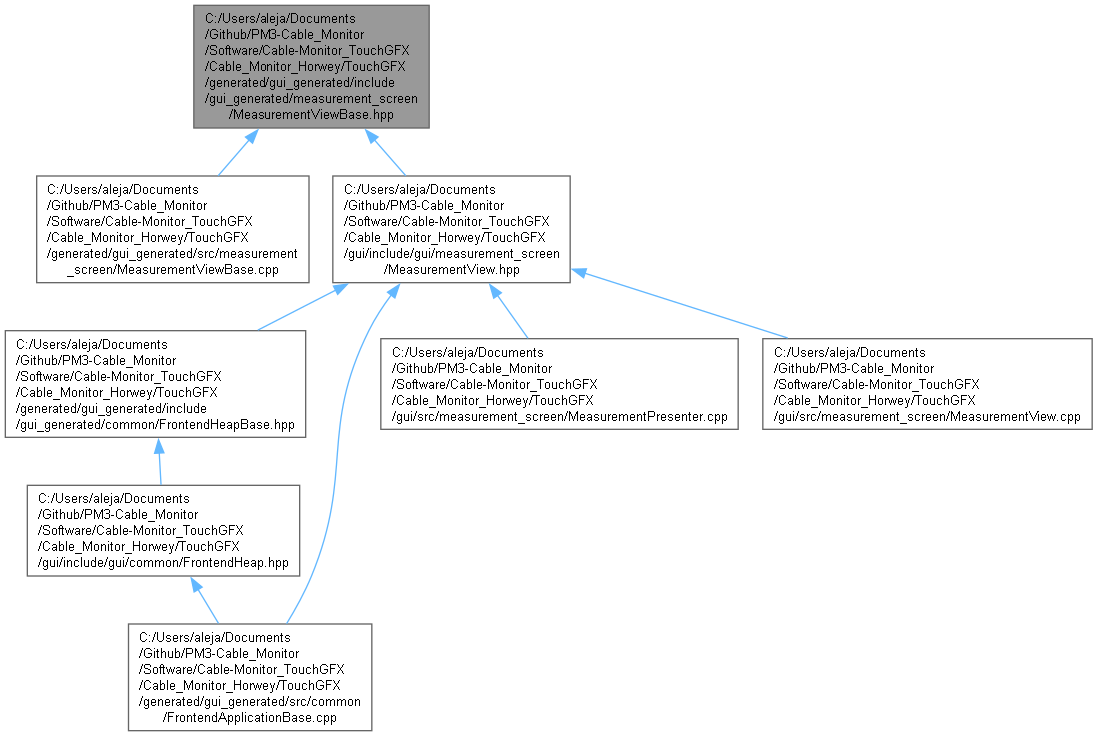 C:/Users/aleja/Documents
/Github/PM3-Cable_Monitor
/Software/Cable-Monitor_TouchGFX
/Cable_Monitor_Horwey/TouchGFX
/generated/gui_generated/include
/gui_generated/measurement_screen
/MeasurementViewBase.hpp
C:/Users/aleja/Documents
/Github/PM3-Cable_Monitor
/Software/Cable-Monitor_TouchGFX
/Cable_Monitor_Horwey/TouchGFX
/generated/gui_generated/src/measurement
_screen/MeasurementViewBase.cpp
C:/Users/aleja/Documents
/Github/PM3-Cable_Monitor
/Software/Cable-Monitor_TouchGFX
/Cable_Monitor_Horwey/TouchGFX
/gui/include/gui/measurement_screen
/MeasurementView.hpp
C:/Users/aleja/Documents
/Github/PM3-Cable_Monitor
/Software/Cable-Monitor_TouchGFX
/Cable_Monitor_Horwey/TouchGFX
/generated/gui_generated/include
/gui_generated/common/FrontendHeapBase.hpp
C:/Users/aleja/Documents
/Github/PM3-Cable_Monitor
/Software/Cable-Monitor_TouchGFX
/Cable_Monitor_Horwey/TouchGFX
/gui/src/measurement_screen/MeasurementPresenter.cpp
C:/Users/aleja/Documents
/Github/PM3-Cable_Monitor
/Software/Cable-Monitor_TouchGFX
/Cable_Monitor_Horwey/TouchGFX
/gui/src/measurement_screen/MeasurementView.cpp
C:/Users/aleja/Documents
/Github/PM3-Cable_Monitor
/Software/Cable-Monitor_TouchGFX
/Cable_Monitor_Horwey/TouchGFX
/gui/include/gui/common/FrontendHeap.hpp
C:/Users/aleja/Documents
/Github/PM3-Cable_Monitor
/Software/Cable-Monitor_TouchGFX
/Cable_Monitor_Horwey/TouchGFX
/generated/gui_generated/src/common
/FrontendApplicationBase.cpp